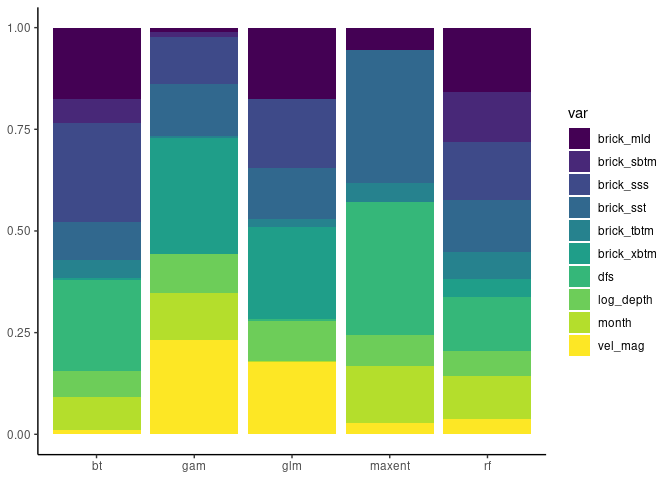 1.00
0.75
0.50
0.25
0.00
bt gam glm maxent rf
var
brick_mld
brick_sbtm
brick_sss
brick_sst
brick_tbtm
brick_xbtm
dfs
log_depth
month
vel_mag